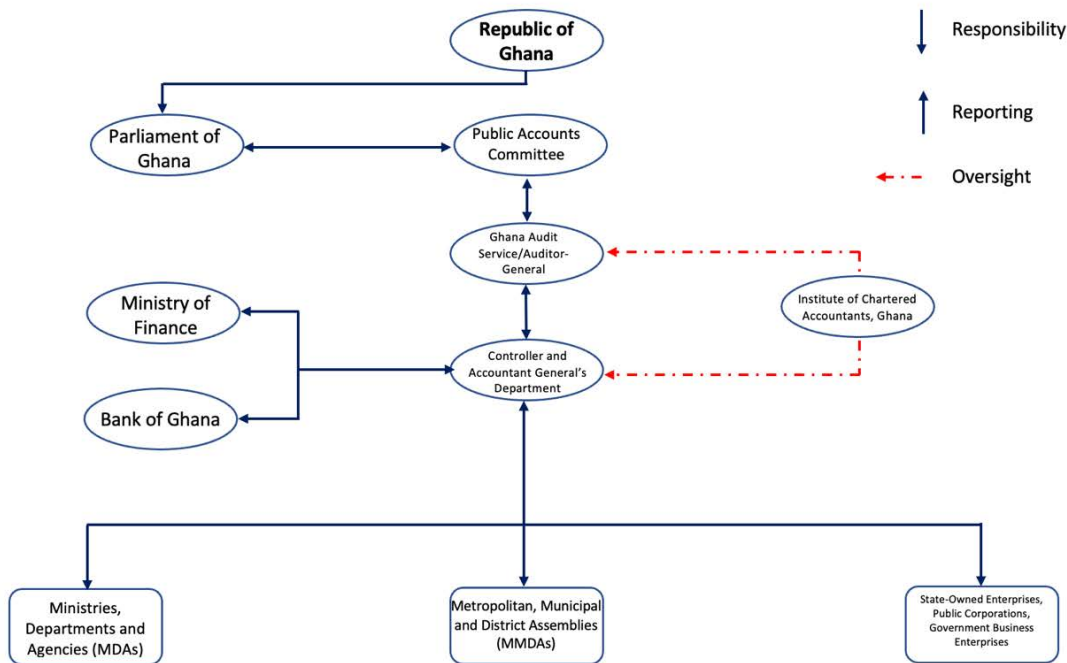 Republic of
Ghana
Responsibility
Reporting
Oversight
Parliament of
Ghana
Public Accounts
Committee
Ghana Audit
Service/Auditor-
General
Institute of Chartered
Accountants, Ghana
Ministry of
Finance
Controller and
Accountant General's
Department
Bank of Ghana
Ministries,
Departments and
Agencies (MDAs)
Metropolitan, Municipal
and District Assemblies
(MMDAs)
State-Owned Enterprises,
Public Corporations,
Government Business
Enterprises